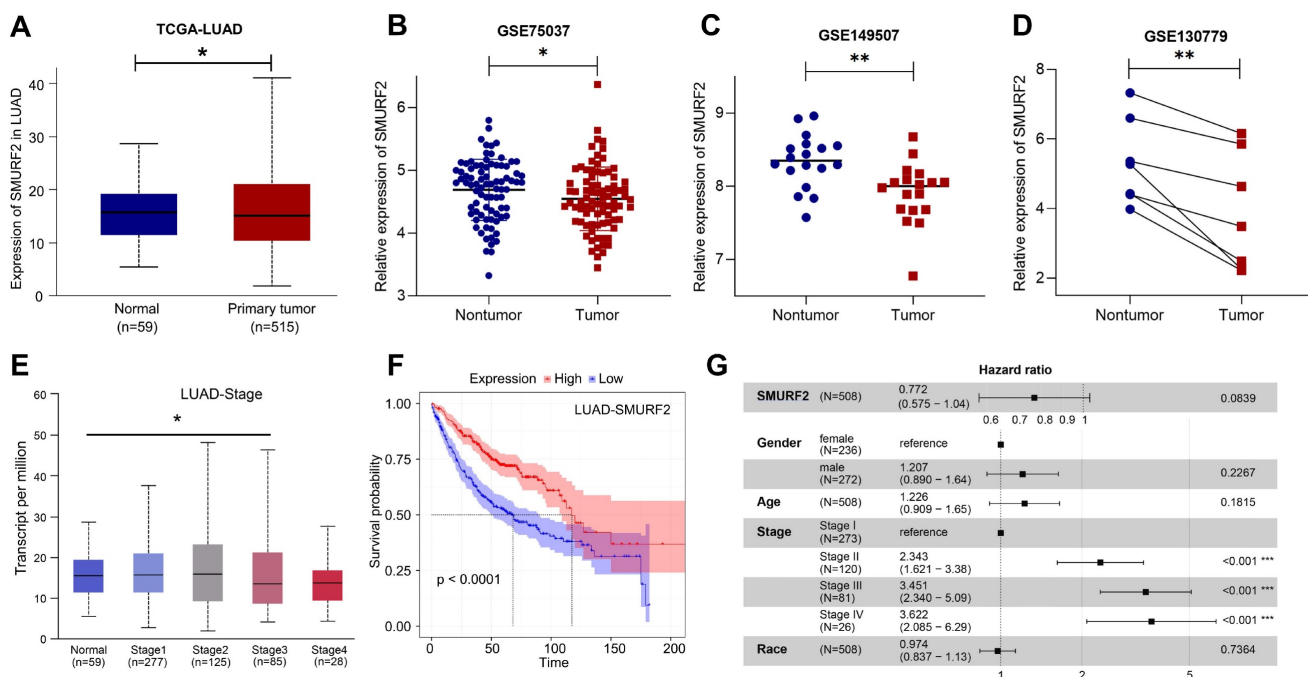 A
TCGA-LUAD
*
Expression of SMURF2 in LUAD
40
30
20
10
0
Normal
(n=59)
Primary tumor
(n=515)
B
GSE75037
*
Relative expression of SMURF2
6
5
4
3
Nontumor
Tumor
C
GSE149507
**
Relative expression of SMURF2
9
8
7
Nontumor
Tumor
D
GSE130779
**
Relative expression of SMURF2
8
6
4
2
Nontumor
Tumor
E
LUAD-Stage
*
Transcript per million
60
50
40
30
20
10
0
Normal
(n=59)
Stage1
(n=277)
Stage2
(n=125)
Stage3
(n=85)
Stage4
(n=28)
F
Expression High Low
LUAD-SMURF2
Survival probability
1.00
0.75
0.50
0.25
p < 0.0001
0 50 100 150 200
Time
G
Hazard ratio
SMURF2 (N=508) 0.772
(0.575 − 1.04) 0.0839
0.6 0.7 0.8 0.9 1
Gender female
(N=236) reference
male
(N=272) 1.207
(0.890 − 1.64) 0.2267
Age (N=508) 1.226
(0.909 − 1.65) 0.1815
Stage Stage I
(N=273) reference
Stage II
(N=120) 2.343
(1.621 − 3.38) <0.001 ***
Stage III
(N=81) 3.451
(2.340 − 5.09) <0.001 ***
Stage IV
(N=26) 3.622
(2.085 − 6.29) <0.001 ***
Race (N=508) 0.974
(0.837 − 1.13) 0.7364
1 2 5